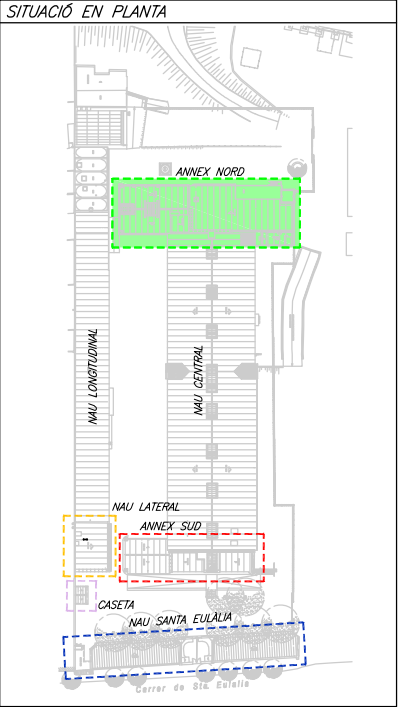 SITUACIÓ EN PLANTA
ANNEX NORD
NAU LONGITUDINAL
NAU CENTRAL
NAU LATERAL
ANNEX SUD
CASETA
NAU SANTA EULÀLIA
Carrer de Sta. Eulalia